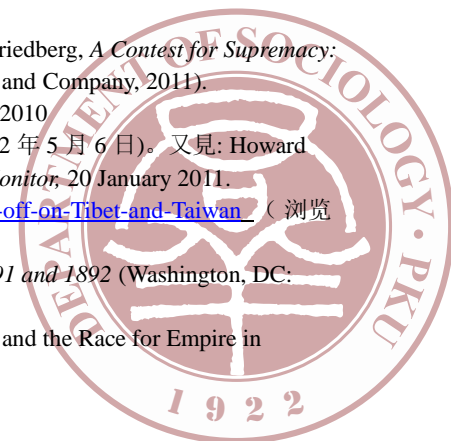 riedberg, A Contest for Supremacy:
and Company, 2011).
2010
2 年 5 月 6 日)。又見: Howard
onitor, 20 January 2011.
-off-on-Tibet-and-Taiwan （ 浏览
91 and 1892 (Washington, DC:
and the Race for Empire in
DEPARTMENT OF SOCIOLOGY · PKU
1922